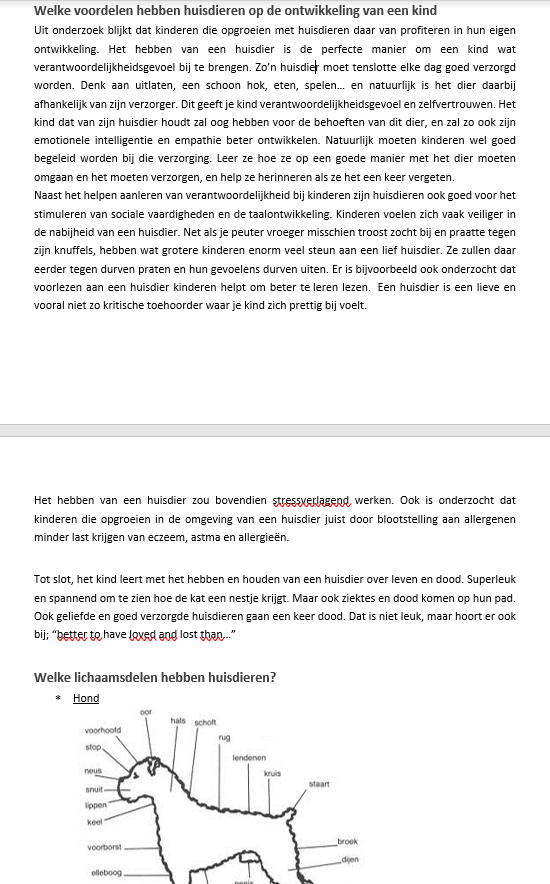 Welke voordelen hebben huisdieren op de ontwikkeling van een kind
Uit onderzoek blijkt dat kinderen die opgroeien met huisdieren daar van profiteren in hun eigen
ontwikkeling. Het hebben van een huisdier is de perfecte manier om een kind wat
verantwoordelijkheidsgevoel bij te brengen. Zo'n huisdier moet tenslotte elke dag goed verzorgd
worden. Denk aan uitlaten, een schoon hok, eten, spelen... en natuurlijk is het dier daarbij
afhankelijk van zijn verzorger. Dit geeft je kind verantwoordelijkheidsgevoel en zelfvertrouwen. Het
kind dat van zijn huisdier houdt zal oog hebben voor de behoeften van dit dier, en zal zo ook zijn
emotionele intelligentie en empathie beter ontwikkelen. Natuurlijk moeten kinderen wel goed
begeleid worden bij die verzorging. Leer ze hoe ze op een goede manier met het dier moeten
omgaan en het moeten verzorgen, en help ze herinneren als ze het een keer vergeten.
Naast het helpen aanleren van verantwoordelijkheid bij kinderen zijn huisdieren ook goed voor het
stimuleren van sociale vaardigheden en de taalontwikkeling. Kinderen voelen zich vaak veiliger in
de nabijheid van een huisdier. Net als je peuter vroeger misschien troost zocht bij en praatte tegen
zijn knuffels, hebben wat grotere kinderen enorm veel steun aan een lief huisdier. Ze zullen daar
eerder tegen durven praten en hun gevoelens durven uiten. Er is bijvoorbeeld ook onderzocht dat
voorlezen aan een huisdier kinderen helpt om beter te leren lezen. Een huisdier is een lieve en
vooral niet zo kritische toehoorder waar je kind zich prettig bij voelt.
Het hebben van een huisdier zou bovendien stressverlagend werken. Ook is onderzocht dat
kinderen die opgroeien in de omgeving van een huisdier juist door blootstelling aan allergenen
minder last krijgen van eczeem, astma en allergieën.
Tot slot, het kind leert met het hebben en houden van een huisdier over leven en dood. Superleuk
en spannend om te zien hoe de kat een nestje krijgt. Maar ook ziektes en dood komen op hun pad.
Ook geliefde en goed verzorgde huisdieren gaan een keer dood. Dat is niet leuk, maar hoort er ook
bij; "better to have loved and lost than..."
Welke lichaamsdelen hebben huisdieren?
* Hond
oor
hals schoft
voorhoofd
rug
stop
lendenen
neus
kruis
snuit
staart
lippen
keel
broek
voorborst
dijen
elleboog
penis